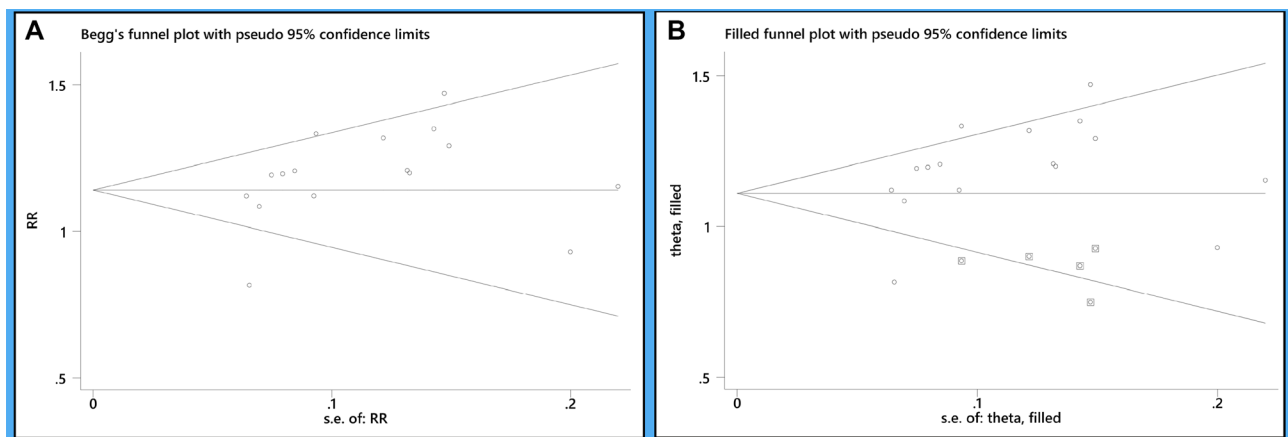 A
Begg's funnel plot with pseudo 95% confidence limits
RR
1.5
1
.5
0
.1
.2
s.e. of: RR
B
Filled funnel plot with pseudo 95% confidence limits
theta, filled
1.5
1
.5
0
.1
.2
s.e. of: theta, filled